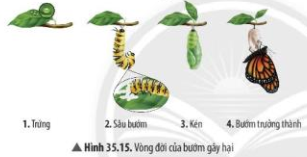 1. Trứng 2. Sâu bướm 3. Kén 4. Bướm trưởng thành
▲ Hình 35.15. Vòng đời của bướm gây hại